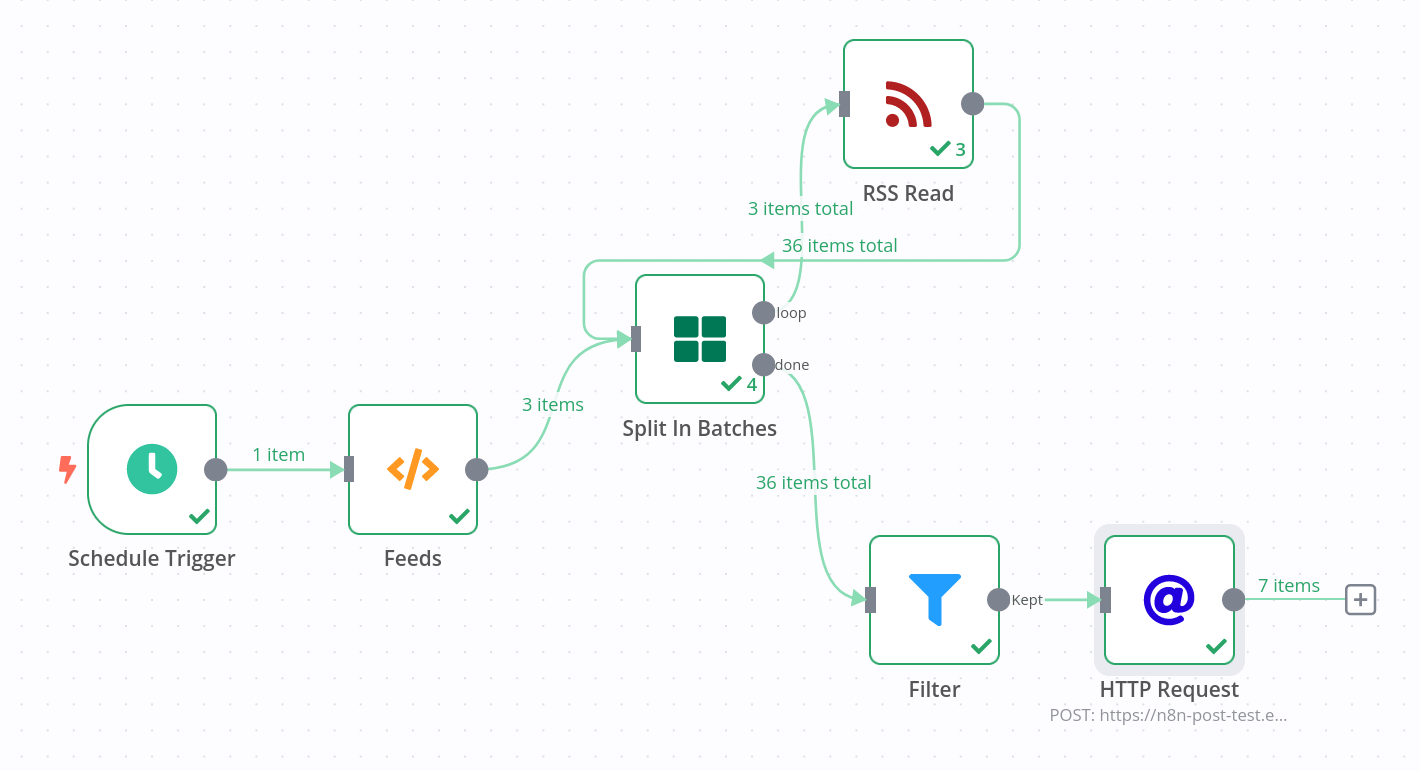 3
RSS Read
3 items total
36 items total
loop
done
4
Split In Batches
3 items
1 item
Schedule Trigger
Feeds
36 items total
Kept
7 items
Filter
HTTP Request
POST: https://n8n-post-test.e...